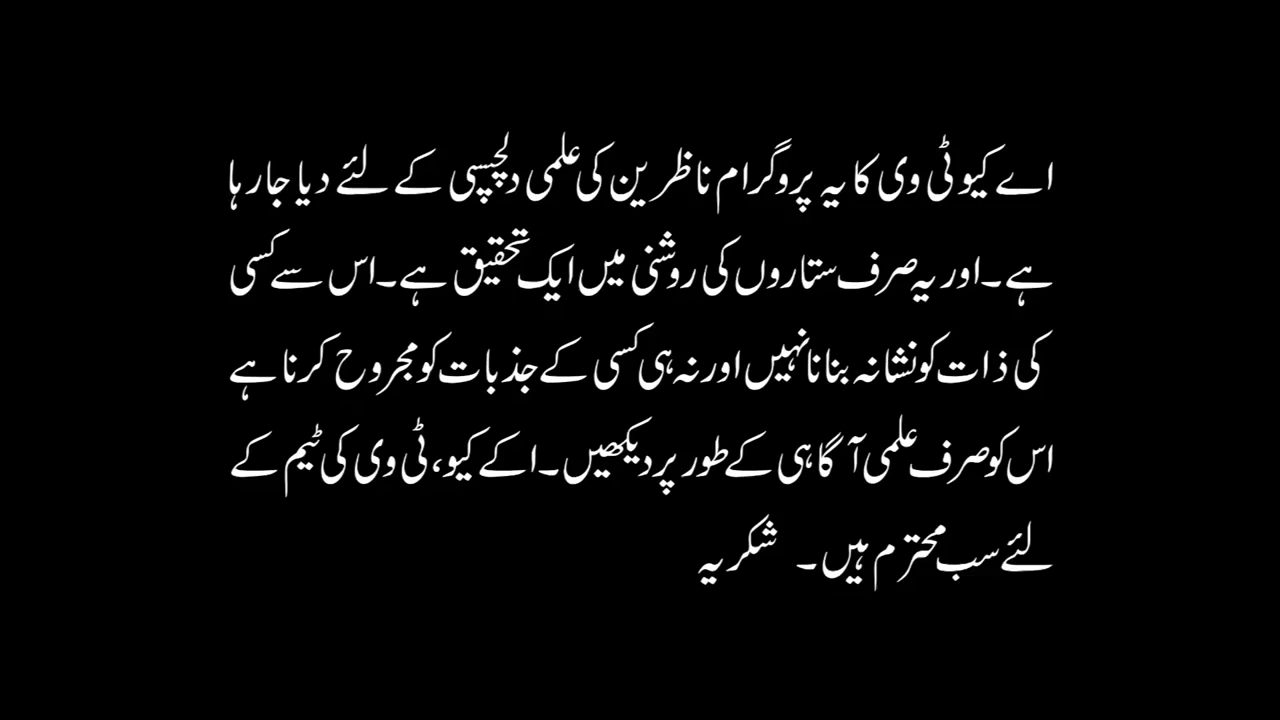 اے کیو ٹی وی کا یہ پروگرام ناظرین کی علمی دلچسپی کے لئے دیا جا رہا
ہے۔ اور یہ صرف ستاروں کی روشنی میں ایک تحقیق ہے۔ اس سے کسی
کی ذات کو نشانہ بنانا نہیں اور نہ ہی کسی کے جذبات کو مجروح کرنا ہے
اس کو صرف علمی آگاہی کے طور پر دیکھیں۔ اکے کیو، ٹی وی کی ٹیم کے
لئے سب محترم ہیں۔ شکریہ